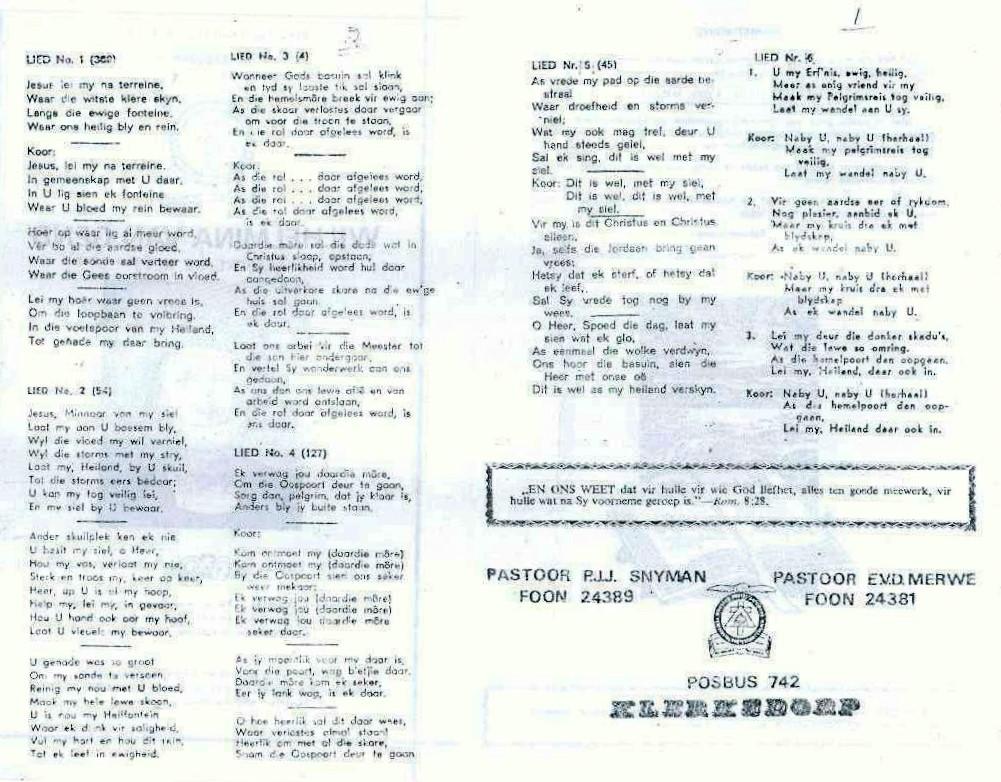 3
LIED No. 1 (360)
Jesus lei my na terreine,
Waar die witste klere skyn,
Langs die ewige fonteine,
Waar ons heilig bly en rein.
Koor:
Jesus, lei my na terreine.
In gemeenskap met U daar,
In U lig sien ek fonteine
Waar U bloed my rein bewaar.
Hoer op waar lig al meer word,
Vêr bo al die aardse gloed,
Waar die sonde sal verteer word,
Waar die Gees oorstroom in vloed.
Lei my hoër waar geen vrees is,
Om die loopbaan te volbring.
In die voetspoor van my Heiland,
Tot genade my daar bring.
LIED No. 2 (54)
Jesus, Minnaar van my siel
Laat my aan U boesem bly,
Wyl die vloed my wil verniel,
Wyl die storms met my stry,
Laat my, Heiland, by U skuil,
Tot die storms eers bedaar;
U kan my tog veilig lei,
En my siel by U bewaar.
Ander skuilplek ken ek nie
U besit my siel, o Heer,
Hou my vas, verlaat my nie,
Sterk en troos my, keer op keer,
Heer, op U is al my hoop,
Help my, lei my, in gevaar,
Hou U hand ook oor my hoof,
Laat U vleuels my bewaar.
U genade was so groot
Om my sonde te versoen
Reinig my nou met U bloed,
Maak my hele lewe skoon,
U is nou my Heilfontein
Waar ek drink vir saligheid,
Vul my hart en hou dit rein,
Tot ek leef in ewigheid.
LIED No. 3 (4)
Wanneer Gods basuin sal klink
en tyd sy laaste tik sal slaan,
En die hemelsmôre breek vir ewig aan;
As die skaar verlostes daar vergaar
om voor die troon te staan,
En die rol daar afgelees word, is
ek daar.
Koor:
As die rol . . . daar afgelees word,
As die rol . . . daar afgelees word,
As die rol . . . daar afgelees word,
As die rol daar afgelees word,
is ek daar.
Daardie môre sal die dode wat in
Christus slaap, opstaan,
En Sy heerlikheid word hul daar
aangedaan,
As die uitverkore skare na die ew'ge
huis sal gaan
En die rol daar afgelees word, is
ek daar.
Laat ons arbei vir die Meester tot
die son hier ondergaan,
En vertel Sy wonderwerk aan ons
gedaan,
As ons dan ons lewe aflê en van
arbeid word ontslaan,
En die rol daar afgelees word, is
ons daar.
LIED No. 4 (127)
Ek verwag jou daardie môre,
Om die Oospoort deur te gaan,
Sorg dan, pelgrim, dat jy klaar is,
Anders bly jy buite staan.
Koor:
Kom ontmoet my (daardie môre)
Kom ontmoet my (daardie môre)
By die Oospoort sien ons seker
weer mekaar;
Ek verwag jou (daardie môre)
Ek verwag jou (daardie môre)
Ek verwag jou (daardie môre
seker daar.
As jy moontlik voor my daar is,
Voor die poort, wag bietjie daar.
Daardie môre kom ek seker,
Eer jy lank wag, is ek daar.
O hoe heerlik sal dit daar wees,
Waar verlostes almal staan!
Heerlik om met al die skare,
Saam die Oospoort deur te gaan
1
LIED Nr. 5 (45)
As vrede my pad op die aarde be-
straal
Waar droefheid en storms ver-
niel;
Wat my ook mag tref, deur U
hand steeds gelei,
Sal ek sing, dit is wel met my
siel.
Koor: Dit is wel, met my siel,
Dit is wel, dit is wel, met
my siel.
Vir my is dit Christus en Christus
alleen,
Ja, selfs die Jordaan bring geen
vrees;
Hetsy dat ek sterf, of hetsy dat
ek leef,
Sal Sy vrede tog nog by my
wees.
O Heer, Spoed die dag, laat my
sien wat ek glo,
As eenmaal die wolke verdwyn,
Ons hoor die basuin, sien die
Heer met onse oë
Dit is wel as my heiland verskyn.
LIED Nr. 6
1. U my Erf'nis, ewig, heilig,
Meer as enig vriend vir my
Maak my Pelgrimsreis tog veilig,
Laat my wandel aan U sy.
Koor: Naby U, naby U (herhaal)
Maak my pelgrimsreis tog
veilig,
Laat my wandel naby U.
2. Vir geen aardse eer of rykdom,
Nog plesier, aanbid ek U,
Maar my kruis dra ek met
blydskap,
As ek wandel naby U.
Koor: Naby U, naby U (herhaal)
Maar my kruis dra ek met
blydskap
As ek wandel naby U.
3. Lei my deur die donker skadu's,
Wat die lewe so omring.
As die hemelpoort dan oopgaan,
Lei my, Heiland, daar ook in.
Koor: Naby U, naby U (herhaal)
As die hemelpoort dan oop-
gaan,
Lei my, Heiland daar ook in.
„EN ONS WEET dat vir hulle vir wie God liefhet, alles ten goede meewerk, vir
hulle wat na Sy voorneme geroep is."—Rom. 8:28.
PASTOOR P.J.J. SNYMAN
FOON 24389
PASTOOR E.V.D. MERWE
FOON 24381
POSBUS 742
KLERKSDORP